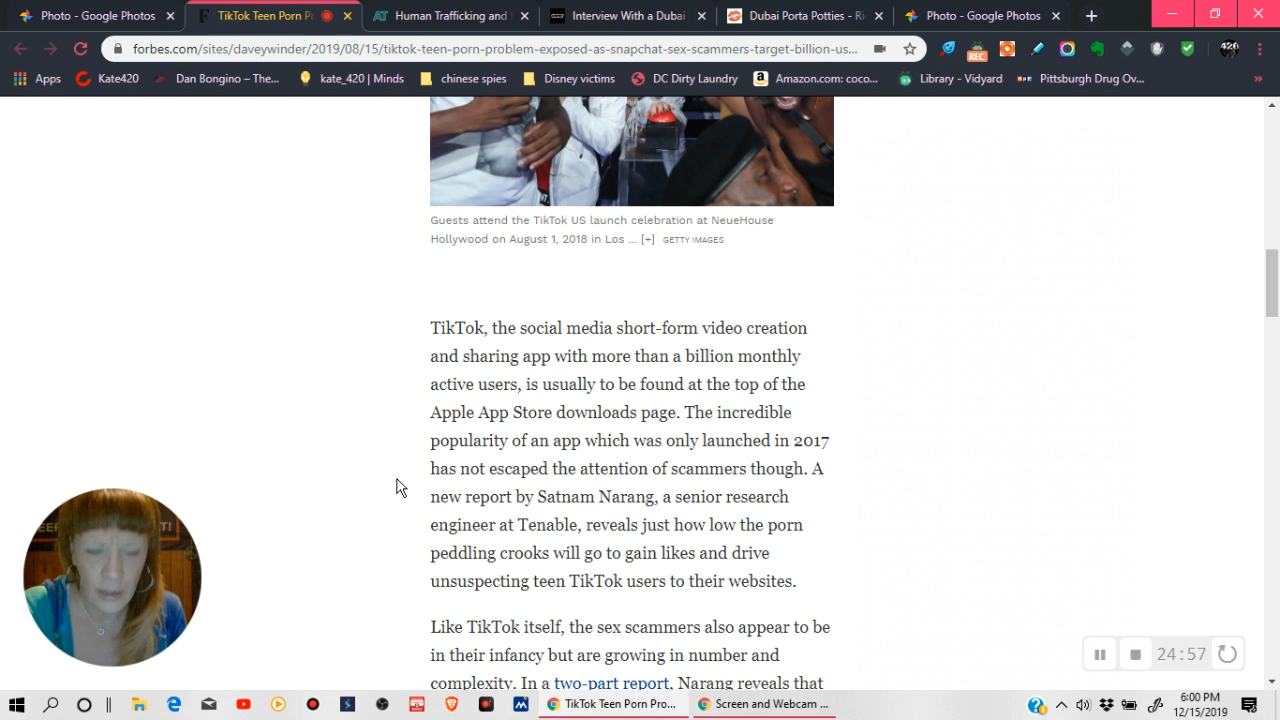 Photo - Google Photos
TikTok Teen Porn P
Human Trafficking and
Interview With a Dubai
Dubai Porta Potties - Ri
Photo - Google Photos
forbes.com/sites/daveywinder/2019/08/15/tiktok-teen-porn-problem-exposed-as-snapchat-sex-scammers-target-billion-us...
REC
420
Apps
Kate420
Dan Bongino – The...
kate_420 | Minds
chinese spies
Disney victims
DC Dirty Laundry
Amazon.com: coco...
Library - Vidyard
Pittsburgh Drug Ov...
»
Guests attend the TikTok US launch celebration at NeueHouse
Hollywood on August 1, 2018 in Los ... [+] GETTY IMAGES
TikTok, the social media short-form video creation
and sharing app with more than a billion monthly
active users, is usually to be found at the top of the
Apple App Store downloads page. The incredible
popularity of an app which was only launched in 2017
has not escaped the attention of scammers though. A
new report by Satnam Narang, a senior research
engineer at Tenable, reveals just how low the porn
peddling crooks will go to gain likes and drive
unsuspecting teen TikTok users to their websites.
Like TikTok itself, the sex scammers also appear to be
in their infancy but are growing in number and
complexity. In a two-part report, Narang reveals that
24:57
TikTok Teen Porn Pro...
Screen and Webcam ...
6:00 PM
12/15/2019